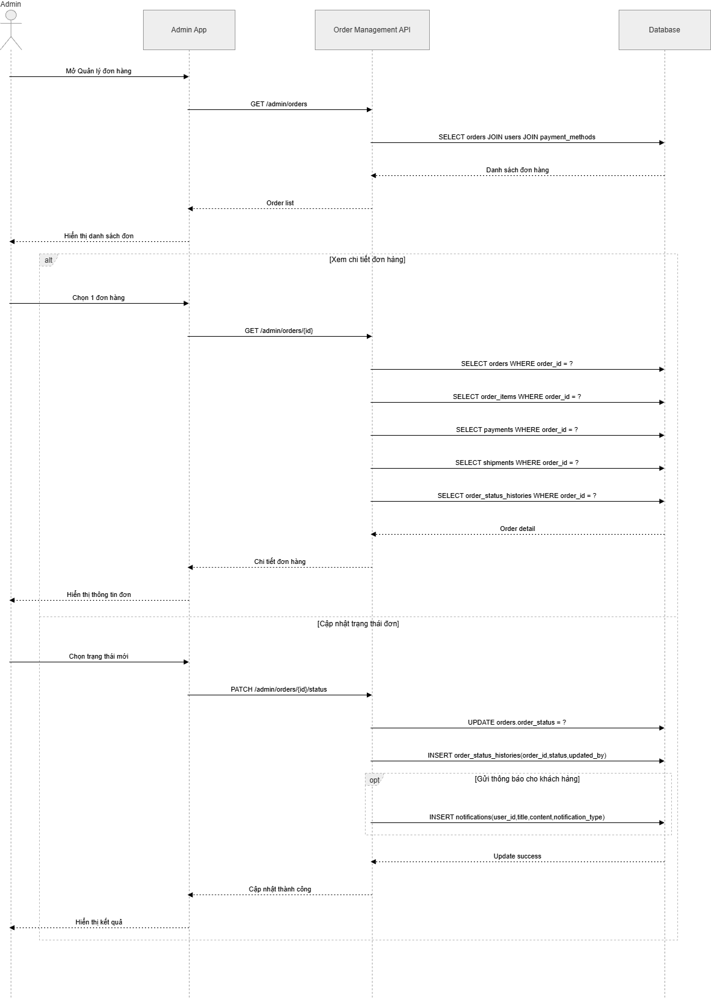 Admin
Admin App
Order Management API
Database
Mở Quản lý đơn hàng
GET /admin/orders
SELECT orders JOIN users JOIN payment_methods
Danh sách đơn hàng
Order list
Hiển thị danh sách đơn
alt
[Xem chi tiết đơn hàng]
Chọn 1 đơn hàng
GET /admin/orders/{id}
SELECT orders WHERE order_id = ?
SELECT order_items WHERE order_id = ?
SELECT payments WHERE order_id = ?
SELECT shipments WHERE order_id = ?
SELECT order_status_histories WHERE order_id = ?
Order detail
Chi tiết đơn hàng
Hiển thị thông tin đơn
[Cập nhật trạng thái đơn]
Chọn trạng thái mới
PATCH /admin/orders/{id}/status
UPDATE orders.order_status = ?
INSERT order_status_histories(order_id,status,updated_by)
opt
[Gửi thông báo cho khách hàng]
INSERT notifications(user_id,title,content,notification_type)
Update success
Cập nhật thành công
Hiển thị kết quả